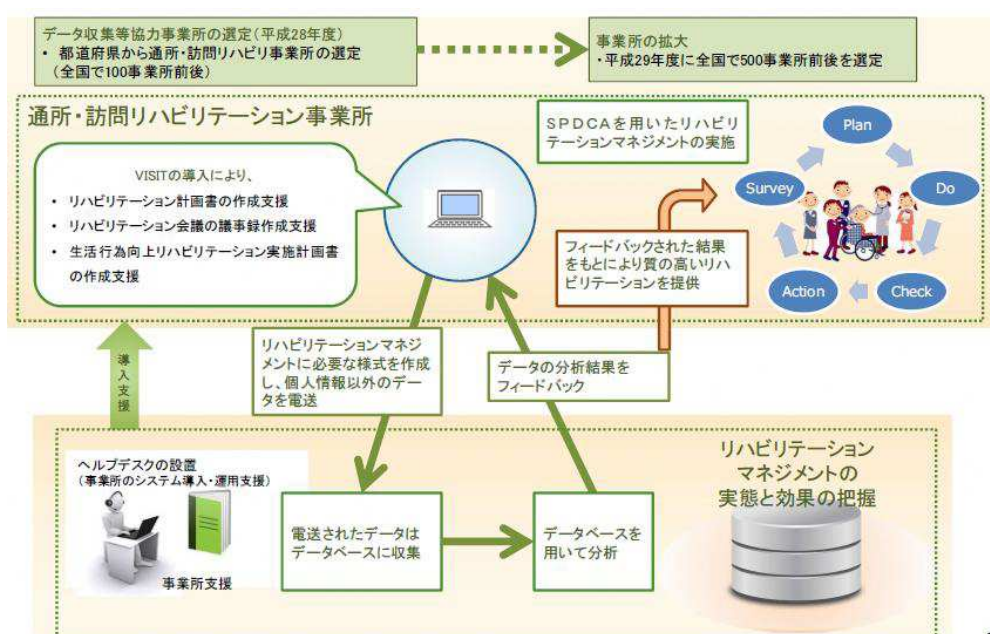 データ収集等協力事業所の選定(平成28年度)
• 都道府県から通所・訪問リハビリ事業所の選定
(全国で100事業所前後)
事業所の拡大
・平成29年度に全国で500事業所前後を選定
通所・訪問リハビリテーション事業所
VISITの導入により、
• リハビリテーション計画書の作成支援
• リハビリテーション会議の議事録作成支援
• 生活行為向上リハビリテーション実施計画書
の作成支援
SPDCAを用いたリハビリ
テーションマネジメントの実施
Plan
Do
Check
Action
Survey
フィードバックされた結果
をもとにより質の高いリハ
ビリテーションを提供
導入支援
リハビリテーションマネジ
メントに必要な様式を作成
し、個人情報以外のデー
タを電送
データの分析結果を
フィードバック
ヘルプデスクの設置
(事業所のシステム導入・運用支援)
事業所支援
電送されたデータは
データベースに収集
データベースを
用いて分析
リハビリテーション
マネジメントの
実態と効果の把握